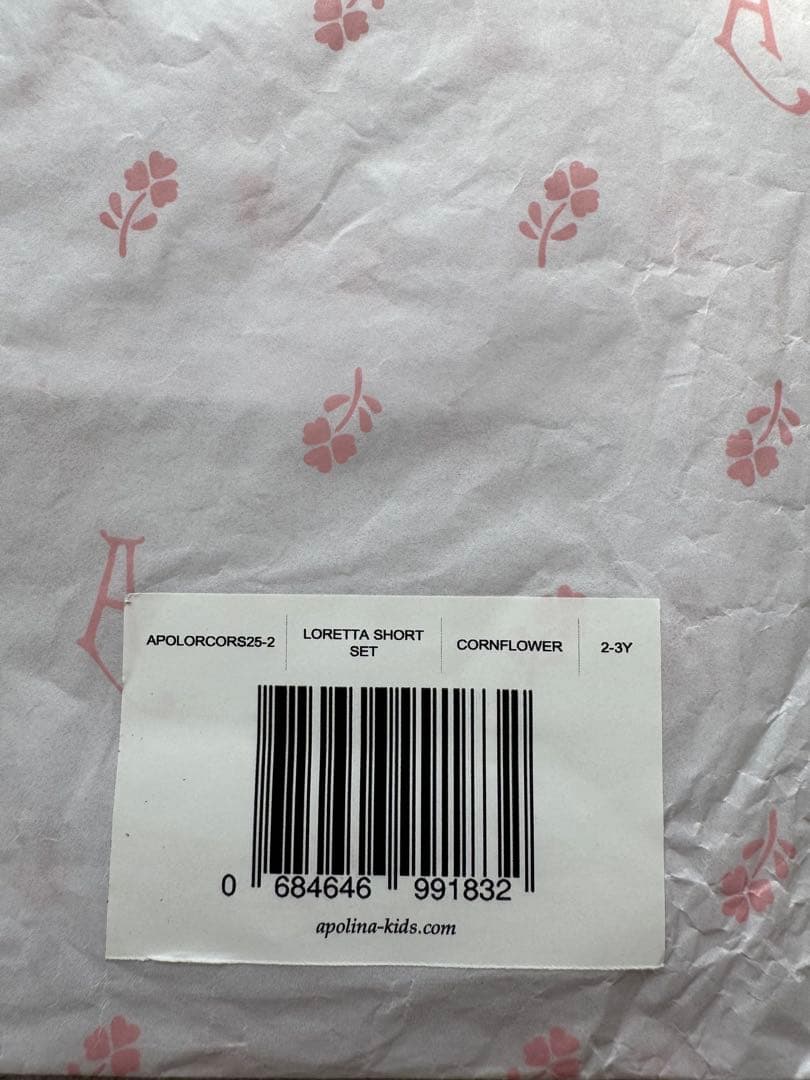 A
A
APOLORCORS25-2
LORETTA SHORT
SET
CORNFLOWER
2-3Y
0 684646 991832
apolina-kids.com